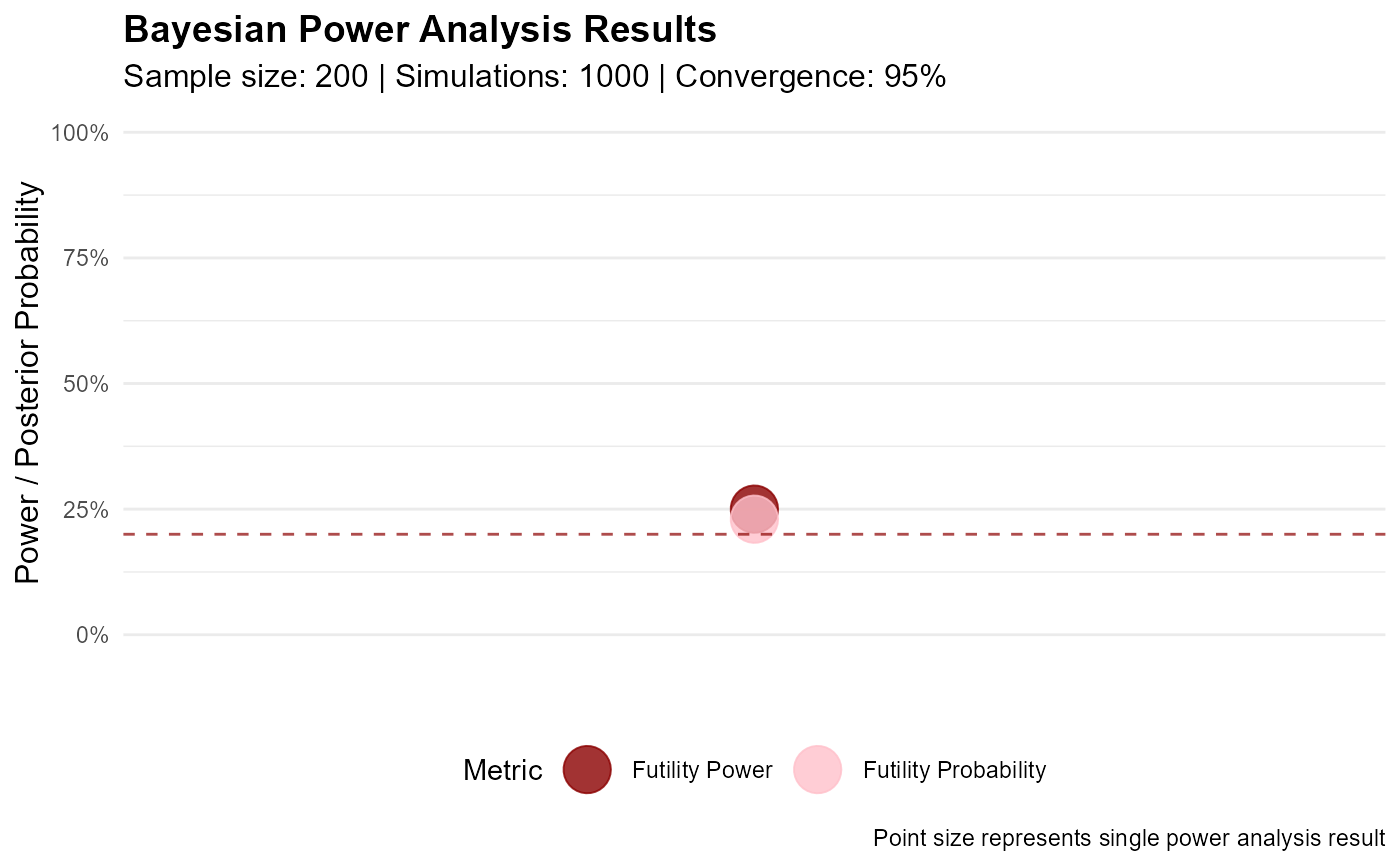 Bayesian Power Analysis Results
Sample size: 200 | Simulations: 1000 | Convergence: 95%
Power / Posterior Probability
100%
75%
50%
25%
0%
Metric Futility Power Futility Probability
Point size represents single power analysis result